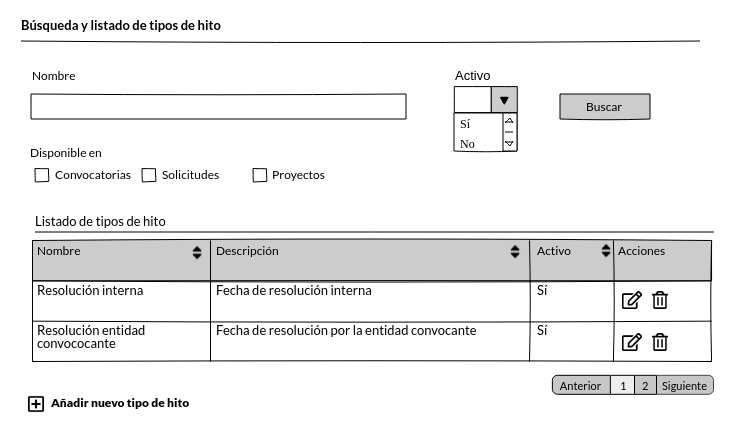 Búsqueda y listado de tipos de hito
Nombre
Activo
Buscar
Sí
No
Disponible en
Convocatorias
Solicitudes
Proyectos
Listado de tipos de hito
Nombre
Descripción
Activo
Acciones
Resolución interna
Fecha de resolución interna
Sí
Resolución entidad
convococante
Fecha de resolución por la entidad convocante
Sí
Anterior
1
2
Siguiente
Añadir nuevo tipo de hito